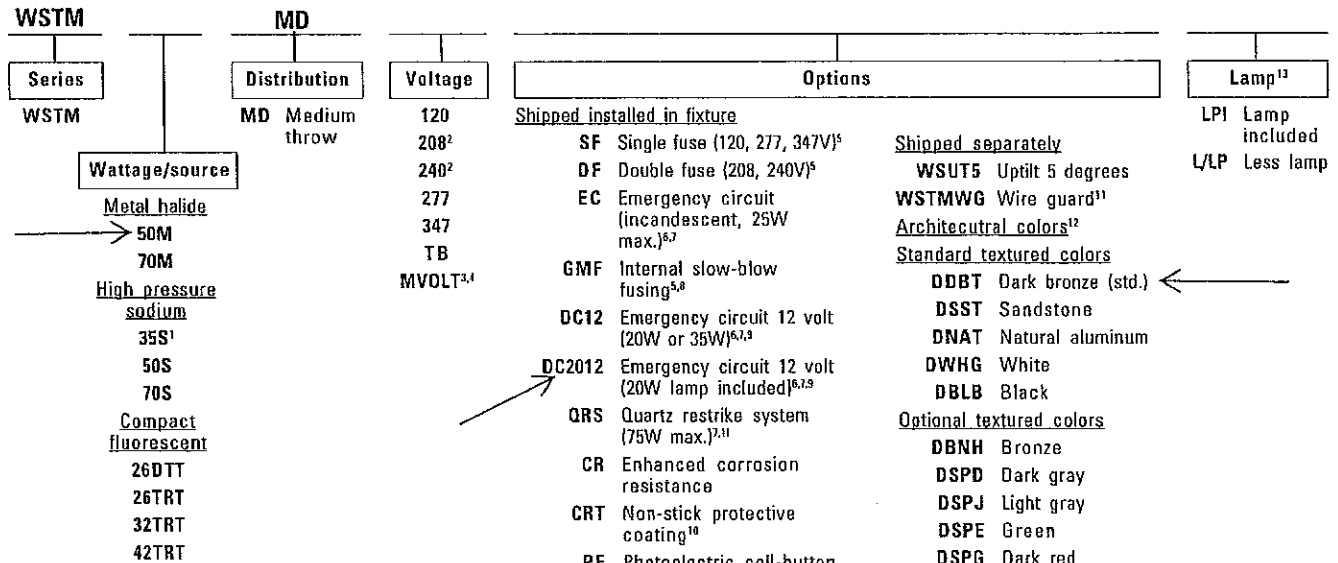 WSTM MD
Series
WSTM
Wattage/source
Metal halide
50M
70M
High pressure
sodium
35S¹
50S
70S
Compact
fluorescent
26DTT
26TRT
32TRT
42TRT
Distribution
MD Medium
throw
Voltage
120
208²
240²
277
347
TB
MVOLT³,⁴
Options
Shipped installed in fixture
SF Single fuse (120, 277, 347V)⁵
DF Double fuse (208, 240V)⁵
EC Emergency circuit
(incandescent, 25W
max.)⁶,⁷
GMF Internal slow-blow
fusing⁵,⁸
DC12 Emergency circuit 12 volt
(20W or 35W)⁶,⁷,⁹
DC2012 Emergency circuit 12 volt
(20W lamp included)⁶,⁷,⁹
QRS Quartz restrike system
(75W max.)⁷,¹¹
CR Enhanced corrosion
resistance
CRT Non-stick protective
coating¹⁰
PE Photoelectric cell-button
Shipped separately
WSUT5 Uptilt 5 degrees
WSTMWG Wire guard¹¹
Architecutral colors¹²
Standard textured colors
DDBT Dark bronze (std.)
DSST Sandstone
DNAT Natural aluminum
DWHG White
DBLB Black
Optional textured colors
DBNH Bronze
DSPD Dark gray
DSPJ Light gray
DSPE Green
DSPG Dark red
Lamp¹³
LPI Lamp
included
L/LP Less lamp